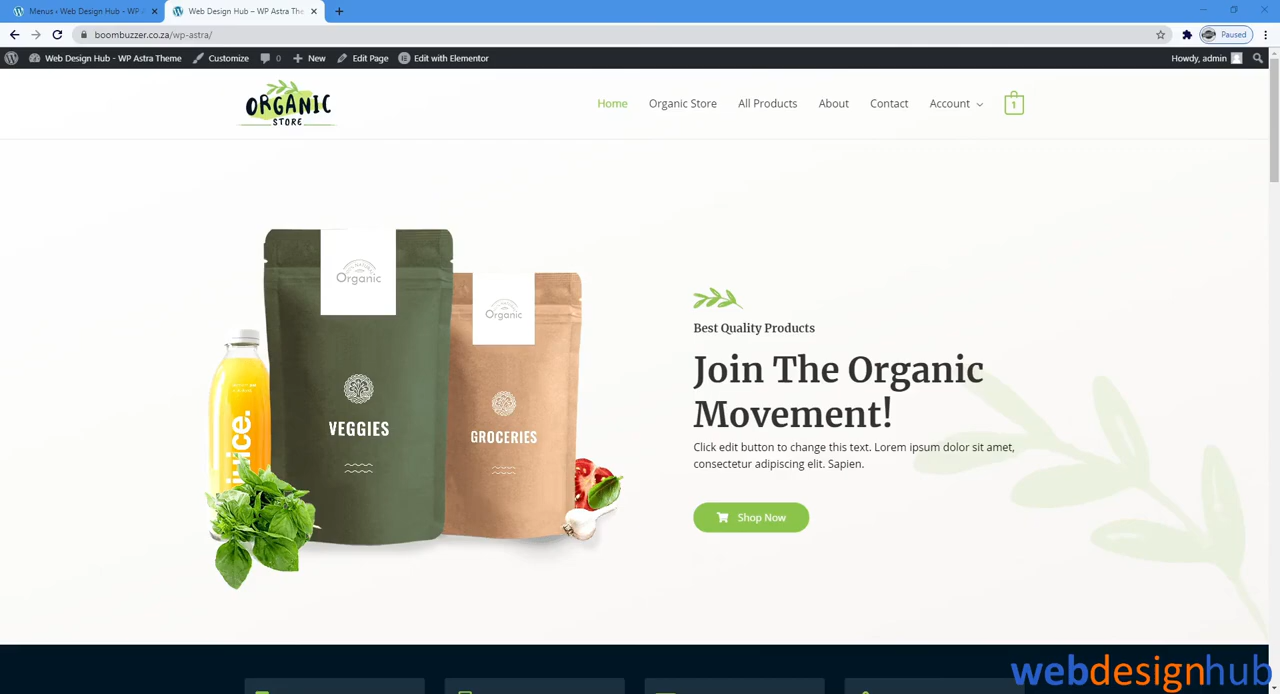 Menus ‹ Web Design Hub - WP A
Web Design Hub – WP Astra The
boombuzzer.co.za/wp-astra/
Paused
Web Design Hub - WP Astra Theme
Customize
0
New
Edit Page
Edit with Elementor
Howdy, admin
ORGANIC
STORE
Home
Organic Store
All Products
About
Contact
Account
1
Organic
Organic
juice.
VEGGIES
GROCERIES
Best Quality Products
Join The Organic
Movement!
Click edit button to change this text. Lorem ipsum dolor sit amet,
consectetur adipiscing elit. Sapien.
Shop Now
webdesignhub